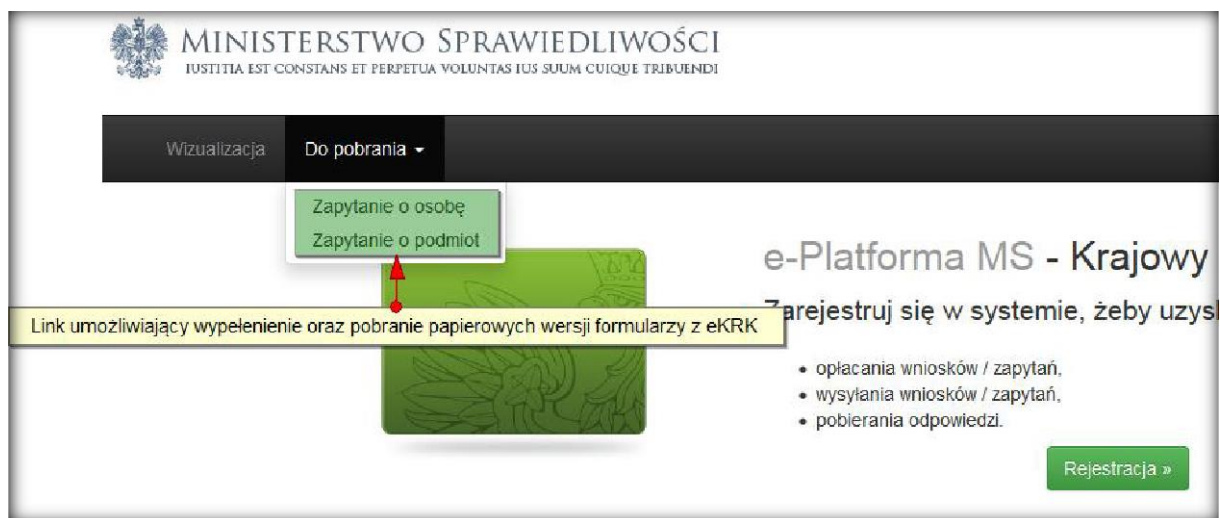 MINISTERSTWO SPRAWIEDLIWOŚCI
IUSTITIA EST CONSTANS ET PERPETUA VOLUNTAS IUS SUUM CUIQUE TRIBUENDI
Wizualizacja Do pobrania
Zapytanie o osobę
Zapytanie o podmiot
e-Platforma MS - Krajowy
Link umożliwiający wypełenienie oraz pobranie papierowych wersji formularzy z eKRK
Zarejestruj się w systemie, żeby uzysk
• opłacania wniosków / zapytań,
• wysyłania wniosków / zapytań,
• pobierania odpowiedzi.
Rejestracja »